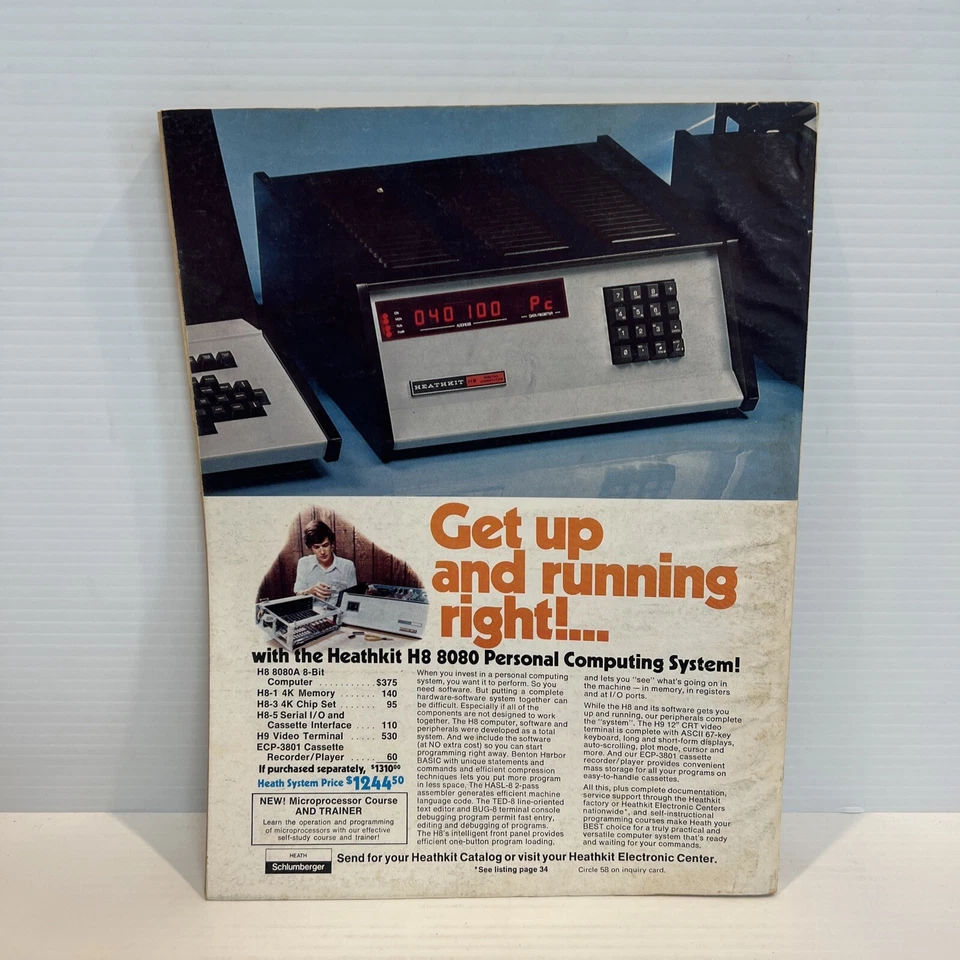 040 100 Pc
ADDRESS
DATA/REGISTER
7 8 9 +
4 5 6 -
1 2 3
0
HEATHKIT H8
Get up
and running
right!....
with the Heathkit H8 8080 Personal Computing System!
H8 8080A 8-Bit
Computer ........... $375
H8-1 4K Memory ....... 140
H8-3 4K Chip Set ....... 95
H8-5 Serial I/O and
Cassette Interface ..... 110
H9 Video Terminal ..... 530
ECP-3801 Cassette
Recorder/Player ..... 60
If purchased separately, $1310⁰⁰
Heath System Price $1244⁵⁰
NEW! Microprocessor Course
AND TRAINER
Learn the operation and programming
of microprocessors with our effective
self-study course and trainer!
When you invest in a personal computing
system, you want it to perform. So you
need software. But putting a complete
hardware-software system together can
be difficult. Especially if all of the
components are not designed to work
together. The H8 computer, software and
peripherals were developed as a total
system. And we include the software
(at NO extra cost) so you can start
programming right away. Benton Harbor
BASIC with unique statements and
commands and efficient compression
techniques lets you put more program
in less space. The HASL-8 2-pass
assembler generates efficient machine
language code. The TED-8 line-oriented
text editor and BUG-8 terminal console
debugging program permit fast entry,
editing and debugging of programs.
The H8's intelligent front panel provides
efficient one-button program loading,
and lets you "see" what's going on in
the machine — in memory, in registers
and at I/O ports.
While the H8 and its software gets you
up and running, our peripherals complete
the "system". The H9 12" CRT video
terminal is complete with ASCII 67-key
keyboard, long and short-form displays,
auto-scrolling, plot mode, cursor and
more. And our ECP-3801 cassette
recorder/player provides convenient
mass storage for all your programs on
easy-to-handle cassettes.
All this, plus complete documentation,
service support through the Heathkit
factory or Heathkit Electronic Centers
nationwide*, and self-instructional
programming courses make Heath your
BEST choice for a truly practical and
versatile computer system that's ready
and waiting for your commands.
HEATH
Schlumberger
Send for your Heathkit Catalog or visit your Heathkit Electronic Center.
*See listing page 34
Circle 58 on inquiry card.